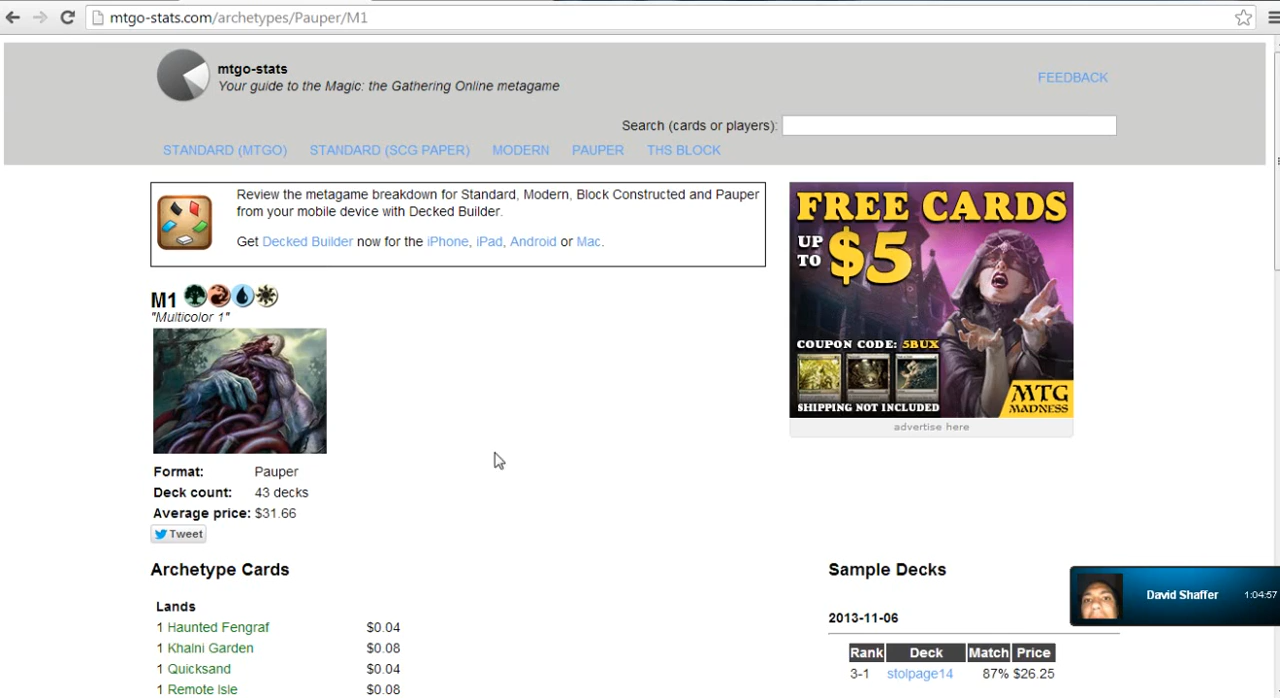 mtgo-stats.com/archetypes/Pauper/M1
mtgo-stats
Your guide to the Magic: the Gathering Online metagame
FEEDBACK
Search (cards or players):
STANDARD (MTGO) STANDARD (SCG PAPER) MODERN PAUPER THS BLOCK
Review the metagame breakdown for Standard, Modern, Block Constructed and Pauper
from your mobile device with Decked Builder.
Get Decked Builder now for the iPhone, iPad, Android or Mac.
FREE CARDS
UP TO $5
COUPON CODE: 5BUX
SHIPPING NOT INCLUDED
MTG
MADNESS
advertise here
M1
"Multicolor 1"
Format: Pauper
Deck count: 43 decks
Average price: $31.66
Tweet
Archetype Cards
Lands
1 Haunted Fengraf $0.04
1 Khalni Garden $0.08
1 Quicksand $0.04
1 Remote Isle $0.08
Sample Decks
2013-11-06
Rank Deck Match Price
3-1 stolpage14 87% $26.25
David Shaffer 1:04:57